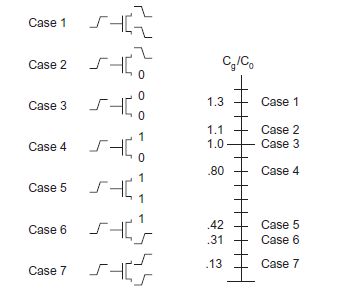 Case 1
Case 2
0
Case 3
0
0
Case 4
1
0
Case 5
1
1
Case 6
1
Case 7
Cg/C0
1.3 Case 1
1.1 Case 2
1.0 Case 3
.80 Case 4
.42 Case 5
.31 Case 6
.13 Case 7